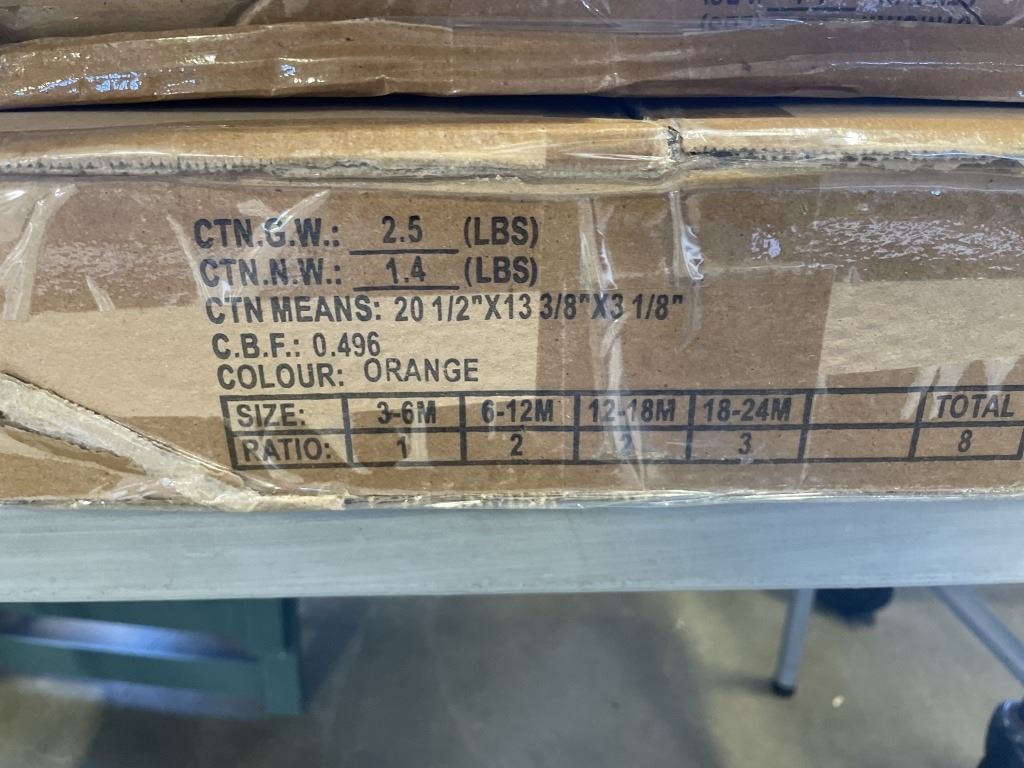 CTN.G.W.: 2.5 (LBS)
CTN.N.W.: 1.4 (LBS)
CTN MEANS: 20 1/2"X13 3/8"X3 1/8"
C.B.F.: 0.496
COLOUR: ORANGE
SIZE: 3-6M 6-12M 12-18M 18-24M TOTAL
RATIO: 1 2 2 3 8